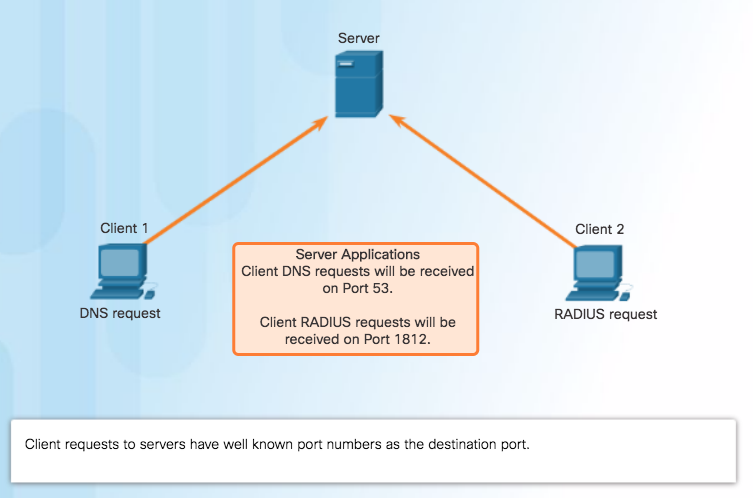 Server
Client 1
Client 2
Server Applications
Client DNS requests will be received
on Port 53.
Client RADIUS requests will be
received on Port 1812.
DNS request
RADIUS request
Client requests to servers have well known port numbers as the destination port.